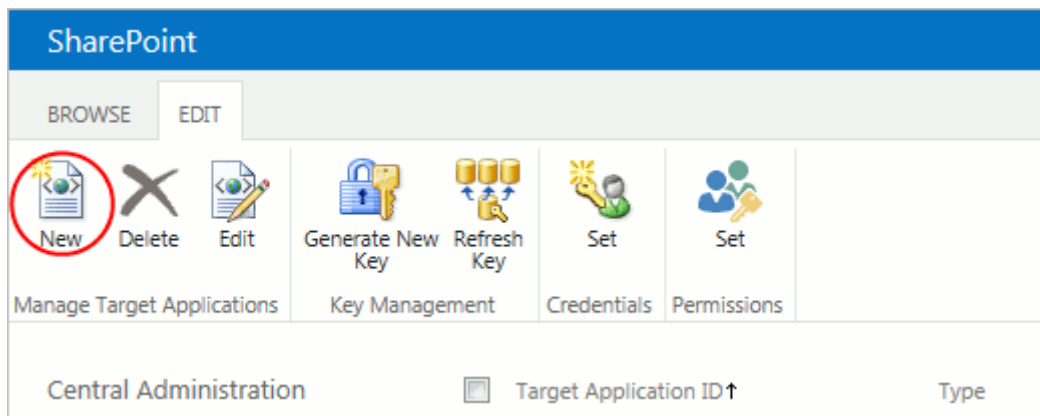 SharePoint
BROWSE EDIT
New Delete Edit Generate New Refresh Set Set
Key Key
Manage Target Applications Key Management Credentials Permissions
Central Administration Target Application ID↑ Type